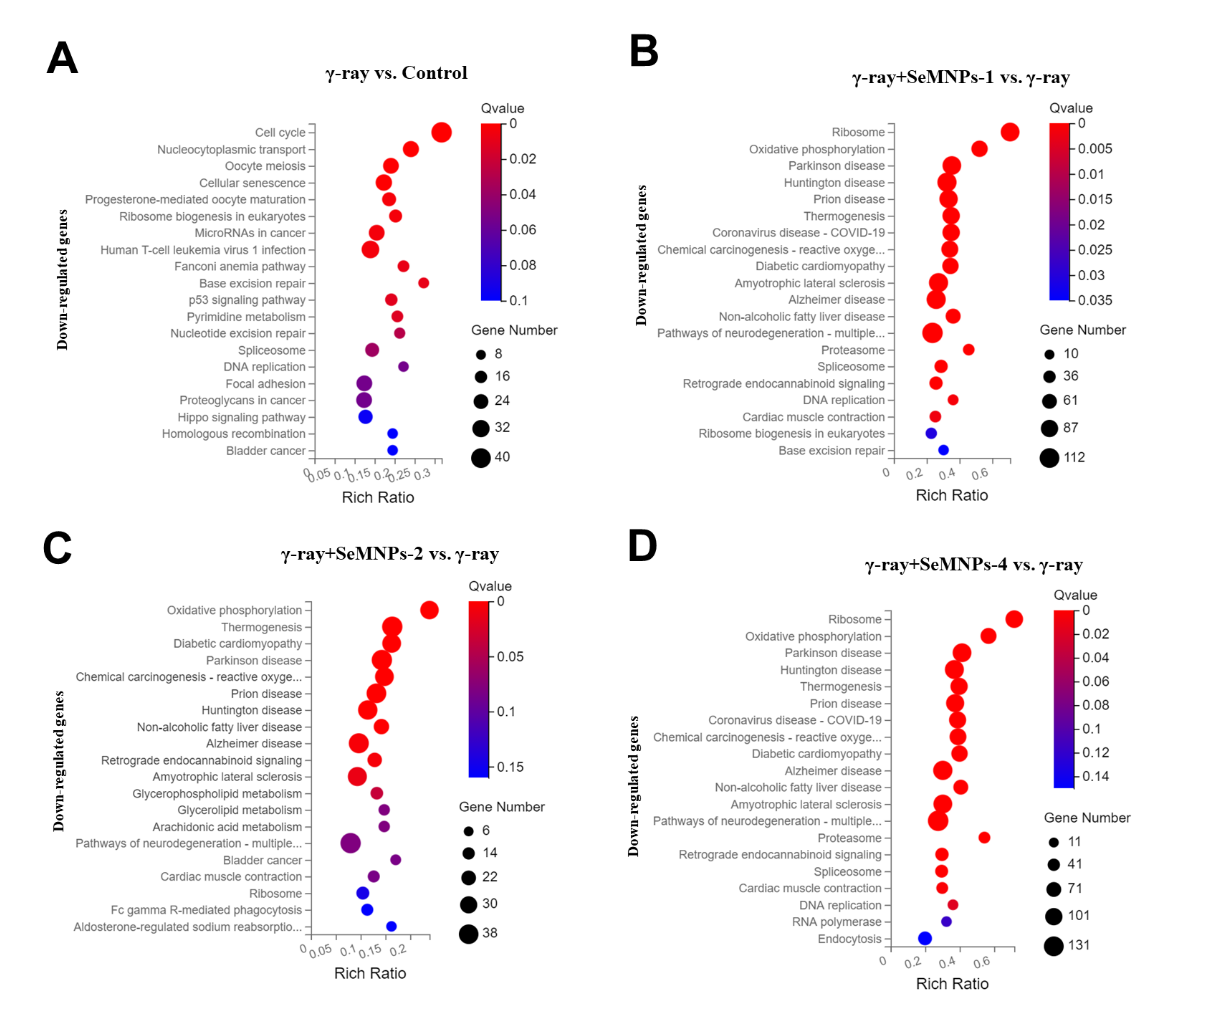 A
γ-ray vs. Control
Down-regulated genes
Cell cycle
Nucleocytoplasmic transport
Oocyte meiosis
Cellular senescence
Progesterone-mediated oocyte maturation
Ribosome biogenesis in eukaryotes
MicroRNAs in cancer
Human T-cell leukemia virus 1 infection
Fanconi anemia pathway
Base excision repair
p53 signaling pathway
Pyrimidine metabolism
Nucleotide excision repair
Spliceosome
DNA replication
Focal adhesion
Proteoglycans in cancer
Hippo signaling pathway
Homologous recombination
Bladder cancer
0 0.05 0.1 0.15 0.2 0.25 0.3
Rich Ratio
Qvalue
0
0.02
0.04
0.06
0.08
0.1
Gene Number
8
16
24
32
40
B
γ-ray+SeMNPs-1 vs. γ-ray
Down-regulated genes
Ribosome
Oxidative phosphorylation
Parkinson disease
Huntington disease
Prion disease
Thermogenesis
Coronavirus disease - COVID-19
Chemical carcinogenesis - reactive oxyge...
Diabetic cardiomyopathy
Amyotrophic lateral sclerosis
Alzheimer disease
Non-alcoholic fatty liver disease
Pathways of neurodegeneration - multiple...
Proteasome
Spliceosome
Retrograde endocannabinoid signaling
DNA replication
Cardiac muscle contraction
Ribosome biogenesis in eukaryotes
Base excision repair
0 0.2 0.4 0.6
Rich Ratio
Qvalue
0
0.005
0.01
0.015
0.02
0.025
0.03
0.035
Gene Number
10
36
61
87
112
C
γ-ray+SeMNPs-2 vs. γ-ray
Down-regulated genes
Oxidative phosphorylation
Thermogenesis
Diabetic cardiomyopathy
Parkinson disease
Chemical carcinogenesis - reactive oxyge...
Prion disease
Huntington disease
Non-alcoholic fatty liver disease
Alzheimer disease
Retrograde endocannabinoid signaling
Amyotrophic lateral sclerosis
Glycerophospholipid metabolism
Glycerolipid metabolism
Arachidonic acid metabolism
Pathways of neurodegeneration - multiple...
Bladder cancer
Cardiac muscle contraction
Ribosome
Fc gamma R-mediated phagocytosis
Aldosterone-regulated sodium reabsorptio...
0 0.05 0.1 0.15 0.2
Rich Ratio
Qvalue
0
0.05
0.1
0.15
Gene Number
6
14
22
30
38
D
γ-ray+SeMNPs-4 vs. γ-ray
Down-regulated genes
Ribosome
Oxidative phosphorylation
Parkinson disease
Huntington disease
Thermogenesis
Prion disease
Coronavirus disease - COVID-19
Chemical carcinogenesis - reactive oxyge...
Diabetic cardiomyopathy
Alzheimer disease
Non-alcoholic fatty liver disease
Amyotrophic lateral sclerosis
Pathways of neurodegeneration - multiple...
Proteasome
Retrograde endocannabinoid signaling
Spliceosome
Cardiac muscle contraction
DNA replication
RNA polymerase
Endocytosis
0 0.2 0.4 0.6
Rich Ratio
Qvalue
0
0.02
0.04
0.06
0.08
0.1
0.12
0.14
Gene Number
11
41
71
101
131